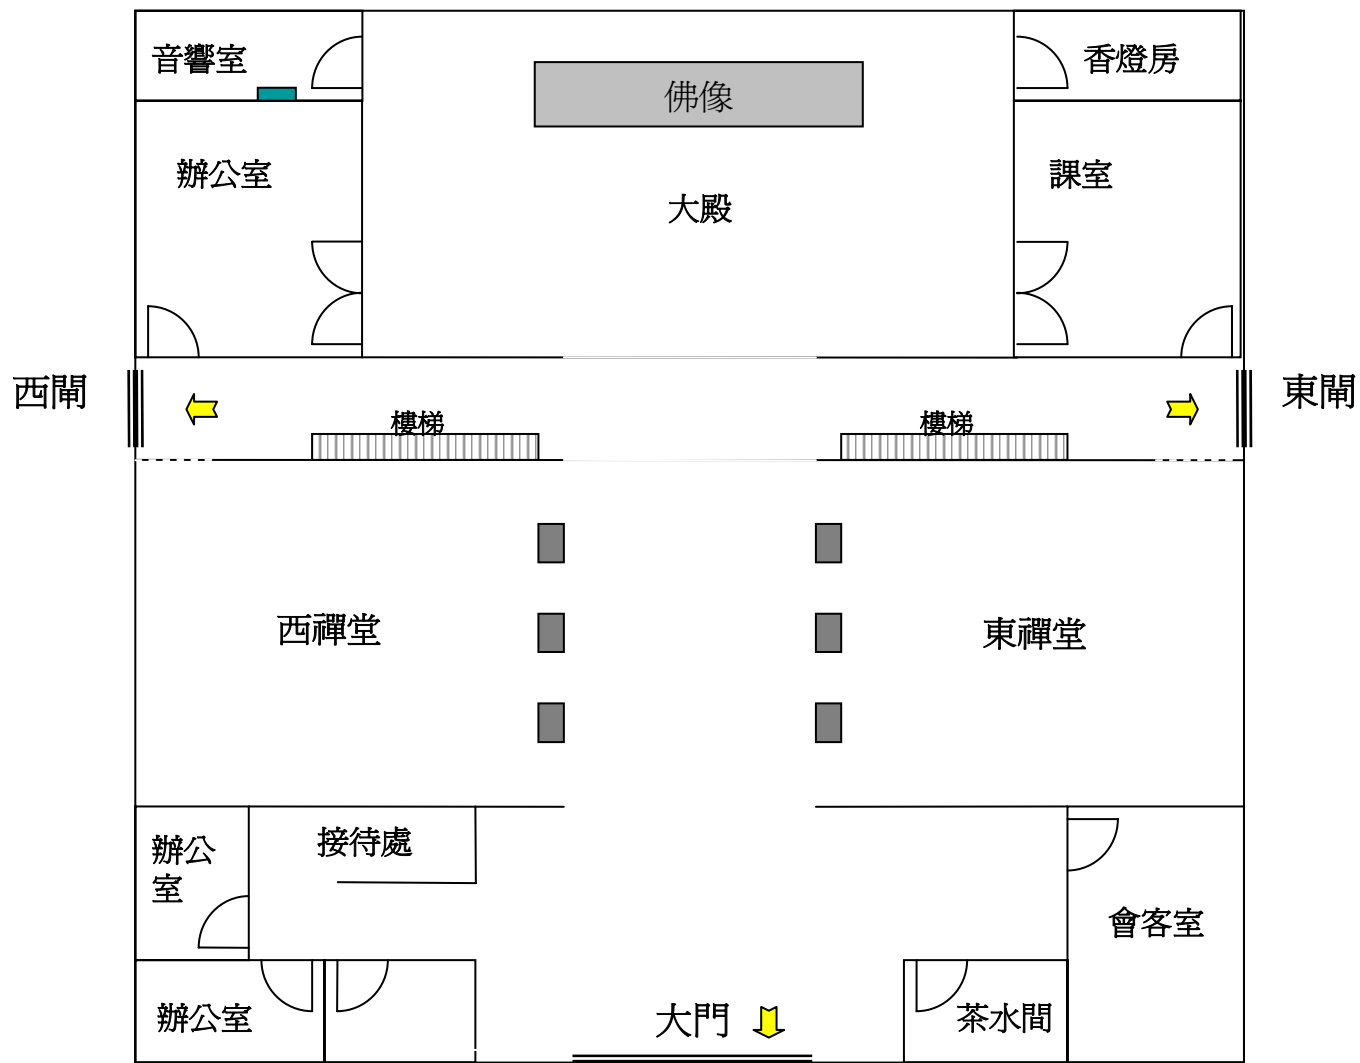 音響室
佛像
香燈房
辦公室
大殿
課室
西閘
東閘
樓梯
樓梯
西禪堂
東禪堂
辦公
室
接待處
會客室
辦公室
大門
茶水間